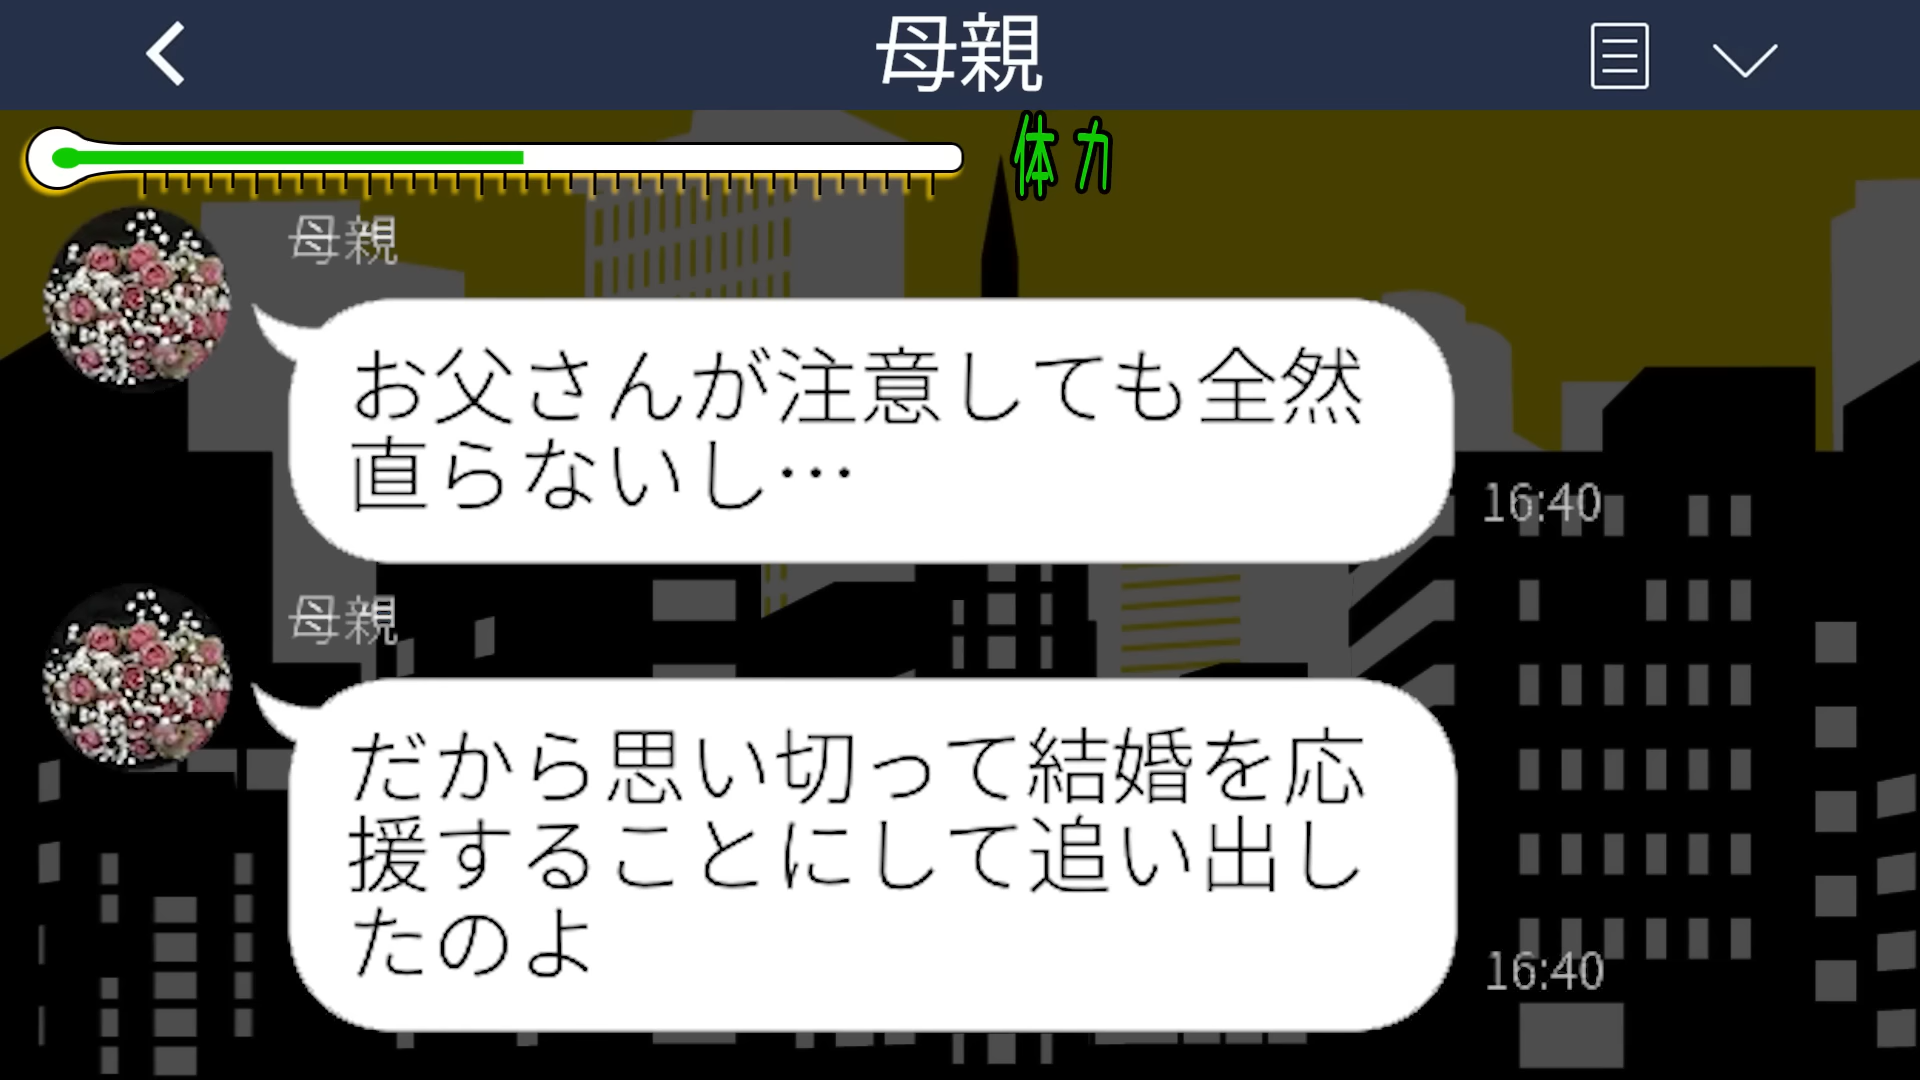 母親
体力
母親
お父さんが注意しても全然
直らないし…
16:40
母親
だから思い切って結婚を応
援することにして追い出し
たのよ
16:40